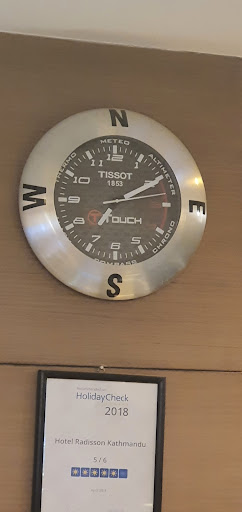 N
METEO
THERMO
ALTIMETER
12
11
1
TISSOT
1853
10
2
W
9
3
E
T TOUCH
8
4
7
5
6
CHRONO
COMPASS
S
HolidayCheck
2018
Hotel Radisson Kathmandu
5 / 6